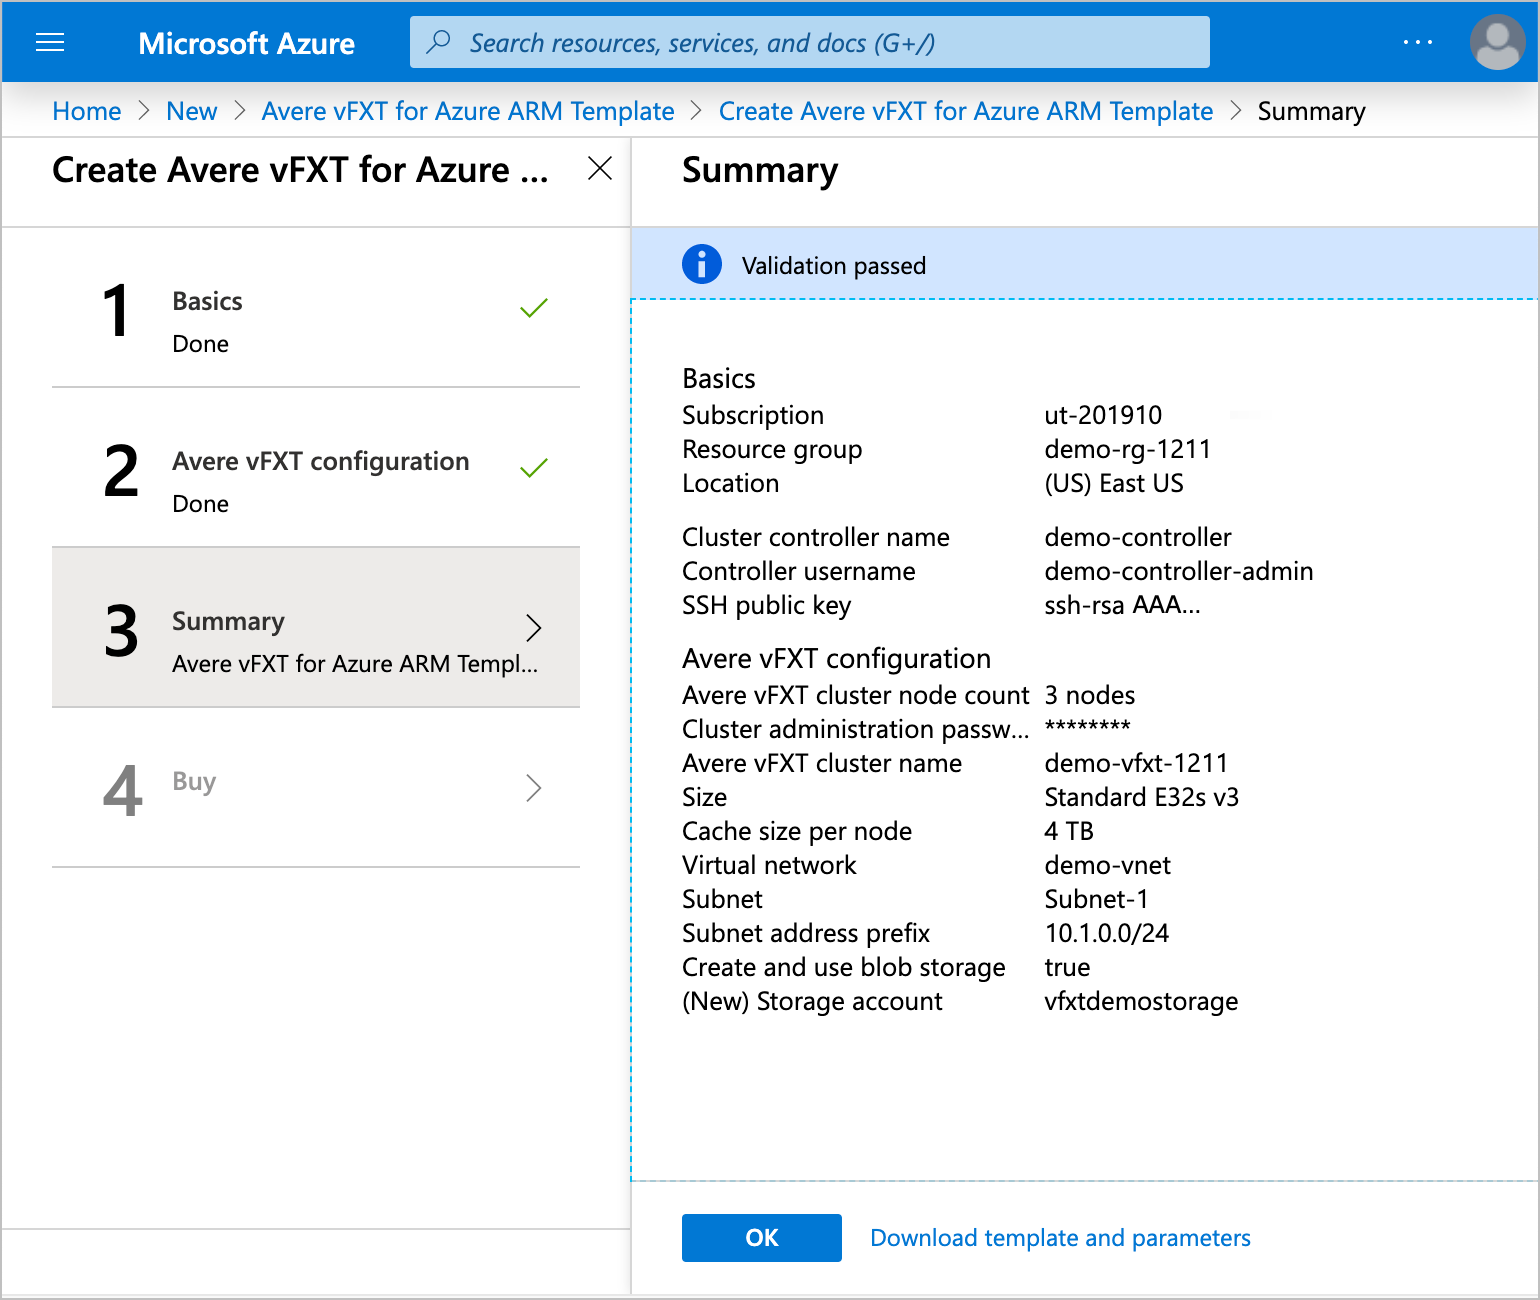 Microsoft Azure
Search resources, services, and docs (G+/)
...
Home > New > Avere vFXT for Azure ARM Template > Create Avere vFXT for Azure ARM Template > Summary
Create Avere vFXT for Azure ...
1
Basics
Done
2
Avere vFXT configuration
Done
3
Summary
Avere vFXT for Azure ARM Templ...
4
Buy
Summary
Validation passed
Basics
Subscription ut-201910
Resource group demo-rg-1211
Location (US) East US
Cluster controller name demo-controller
Controller username demo-controller-admin
SSH public key ssh-rsa AAA...
Avere vFXT configuration
Avere vFXT cluster node count 3 nodes
Cluster administration passw... ********
Avere vFXT cluster name demo-vfxt-1211
Size Standard E32s v3
Cache size per node 4 TB
Virtual network demo-vnet
Subnet Subnet-1
Subnet address prefix 10.1.0.0/24
Create and use blob storage true
(New) Storage account vfxtdemostorage
OK Download template and parameters